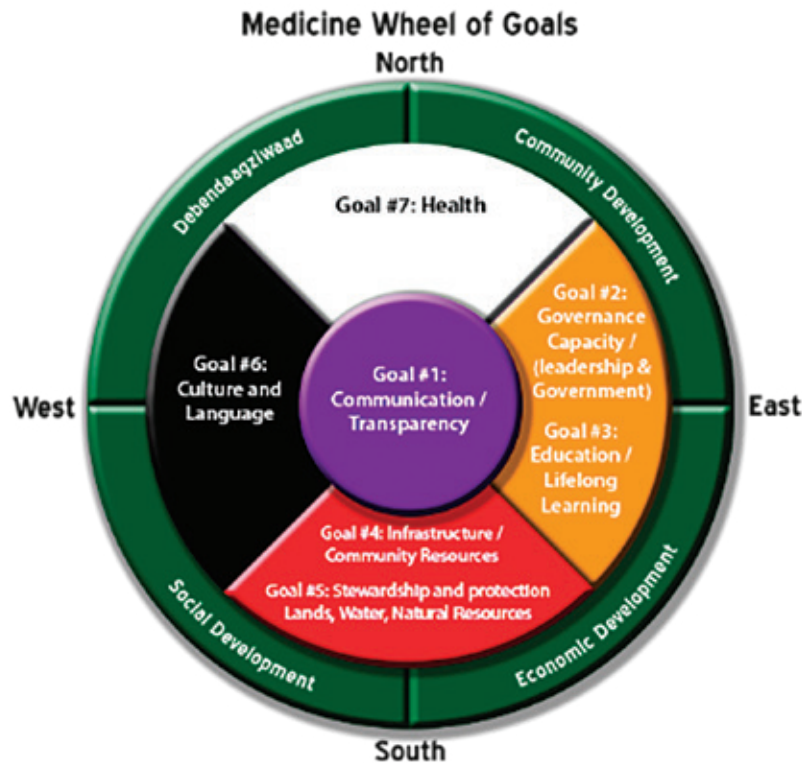 Medicine Wheel of Goals
North
Debendaagziwaad
Community Development
Goal #7: Health
Goal #2:
Governance
Capacity /
(leadership &
Government)
Goal #6:
Culture and
Language
Goal #1:
Communication /
Transparency
West
East
Goal #3:
Education /
Lifelong
Learning
Goal #4: Infrastructure /
Community Resources
Goal #5: Stewardship and protection
Lands, Water, Natural Resources
Social Development
Economic Development
South